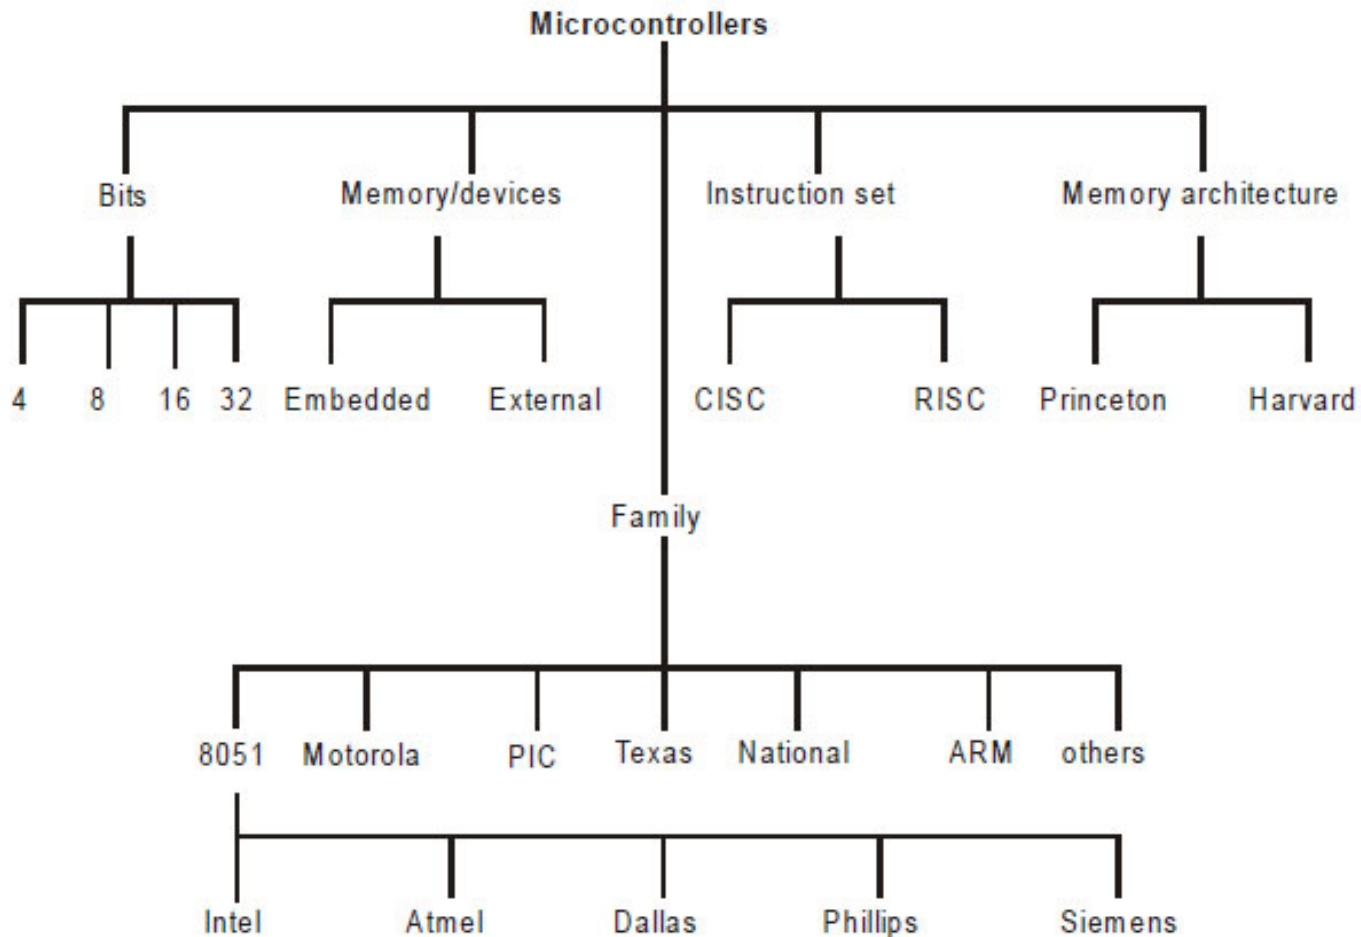 Microcontrollers
Bits Memory/devices Instruction set Memory architecture
4 8 16 32 Embedded External CISC RISC Princeton Harvard
Family
8051 Motorola PIC Texas National ARM others
Intel Atmel Dallas Phillips Siemens